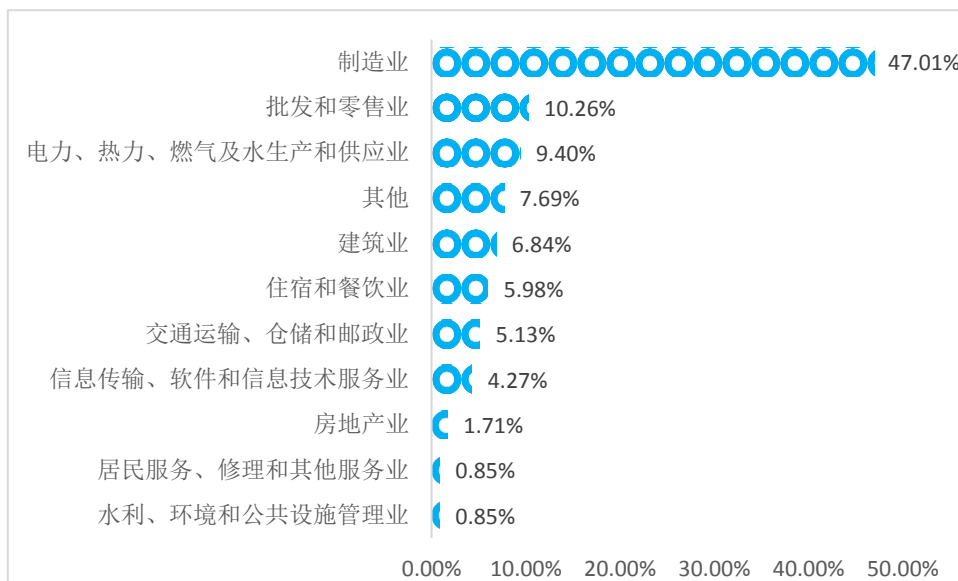 制造业 47.01%
批发和零售业 10.26%
电力、热力、燃气及水生产和供应业 9.40%
其他 7.69%
建筑业 6.84%
住宿和餐饮业 5.98%
交通运输、仓储和邮政业 5.13%
信息传输、软件和信息技术服务业 4.27%
房地产业 1.71%
居民服务、修理和其他服务业 0.85%
水利、环境和公共设施管理业 0.85%
0.00% 10.00% 20.00% 30.00% 40.00% 50.00%